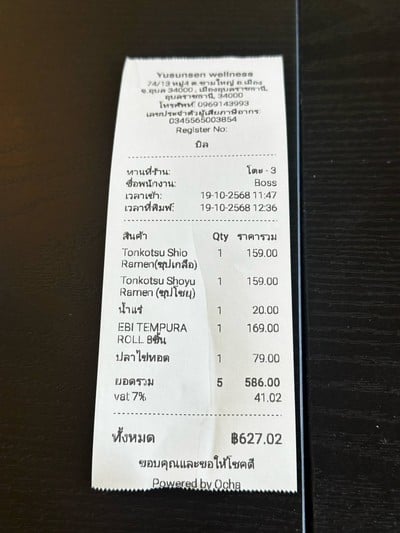 Yusunsen wellness
74/13 หมู่4 ต.ขามใหญ่ อ.เมือง
จ.อุบล 34000 , เมืองอุบลราชธานี,
อุบลราชธานี, 34000
โทรศัพท์: 0969143993
เลขประจำตัวผู้เสียภาษีอากร:
0345565003854
Register No:
บิล
ทานที่ร้าน: โต๊ะ - 3
ชื่อพนักงาน: Boss
เวลาเข้า: 19-10-2568 11:47
เวลาที่พิมพ์: 19-10-2568 12:36
สินค้า Qty ราคารวม
Tonkotsu Shio 1 159.00
Ramen(ซุปเกลือ)
Tonkotsu Shoyu 1 159.00
Ramen (ซุปโชยุ)
น้ำแร่ 1 20.00
EBI TEMPURA 1 169.00
ROLL 8ชิ้น
ปลาไข่ทอด 1 79.00
ยอดรวม 5 586.00
vat 7% 41.02
ทั้งหมด ฿627.02
ขอบคุณและขอให้โชคดี
Powered by Ocha